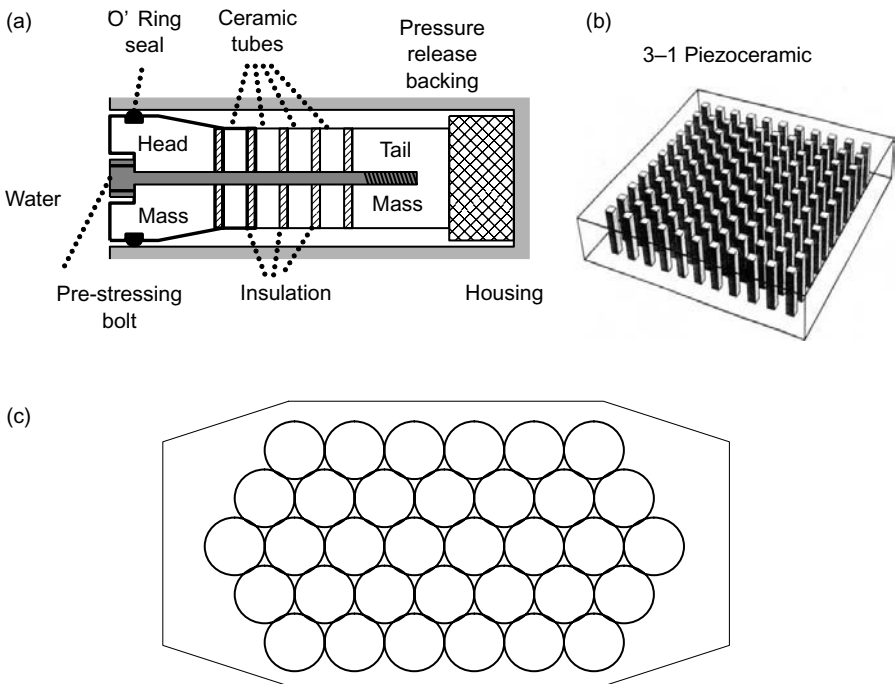 (a)
O’ Ring
seal
Ceramic
tubes
Pressure
release
backing
Head
Tail
Water
Mass
Mass
Pre-stressing
bolt
Insulation
Housing
(b)
3–1 Piezoceramic
(c)